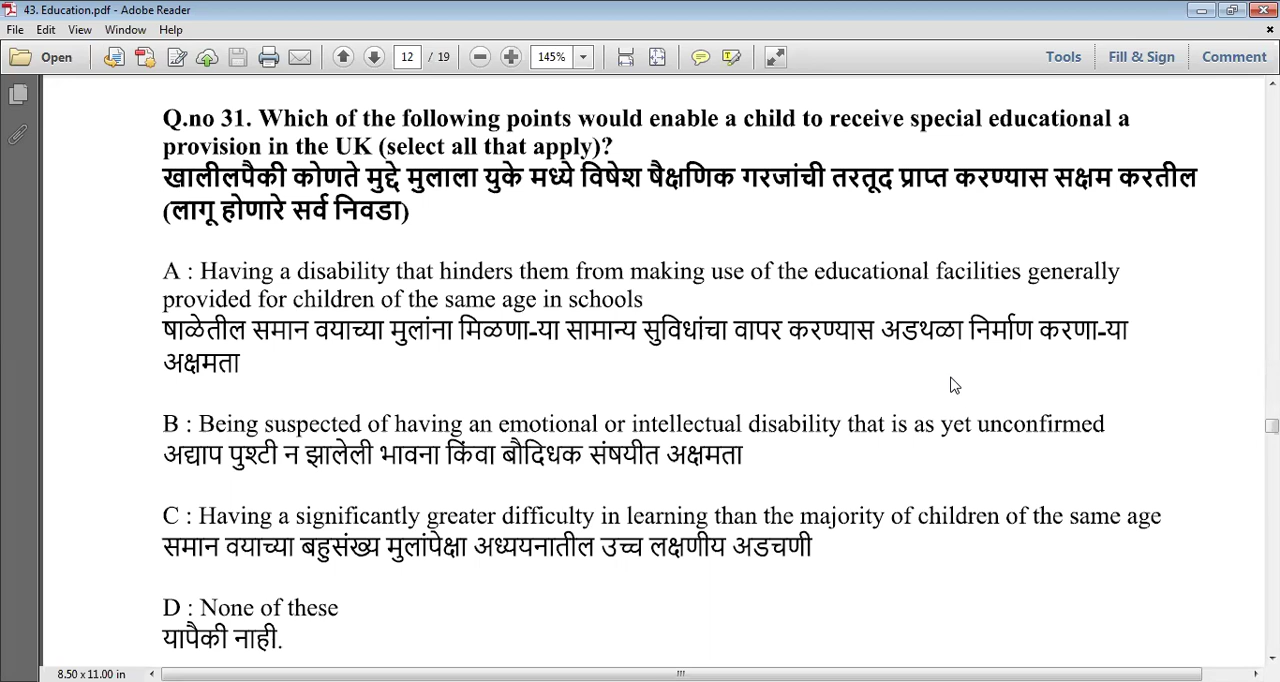 43. Education.pdf - Adobe Reader
File Edit View Window Help
Open 12 / 19 145% Tools Fill & Sign Comment
Q.no 31. Which of the following points would enable a child to receive special educational a
provision in the UK (select all that apply)?
खालीलपैकी कोणते मुद्दे मुलाला युके मध्ये विषेश षैक्षणिक गरजांची तरतूद प्राप्त करण्यास सक्षम करतील
(लागू होणारे सर्व निवडा)
A : Having a disability that hinders them from making use of the educational facilities generally
provided for children of the same age in schools
षाळेतील समान वयाच्या मुलांना मिळणा-या सामान्य सुविधांचा वापर करण्यास अडथळा निर्माण करणा-या
अक्षमता
B : Being suspected of having an emotional or intellectual disability that is as yet unconfirmed
अद्याप पुश्टी न झालेली भावना किंवा बौदिधक संषयीत अक्षमता
C : Having a significantly greater difficulty in learning than the majority of children of the same age
समान वयाच्या बहुसंख्य मुलांपेक्षा अध्ययनातील उच्च लक्षणीय अडचणी
D : None of these
यापैकी नाही.
8.50 x 11.00 in